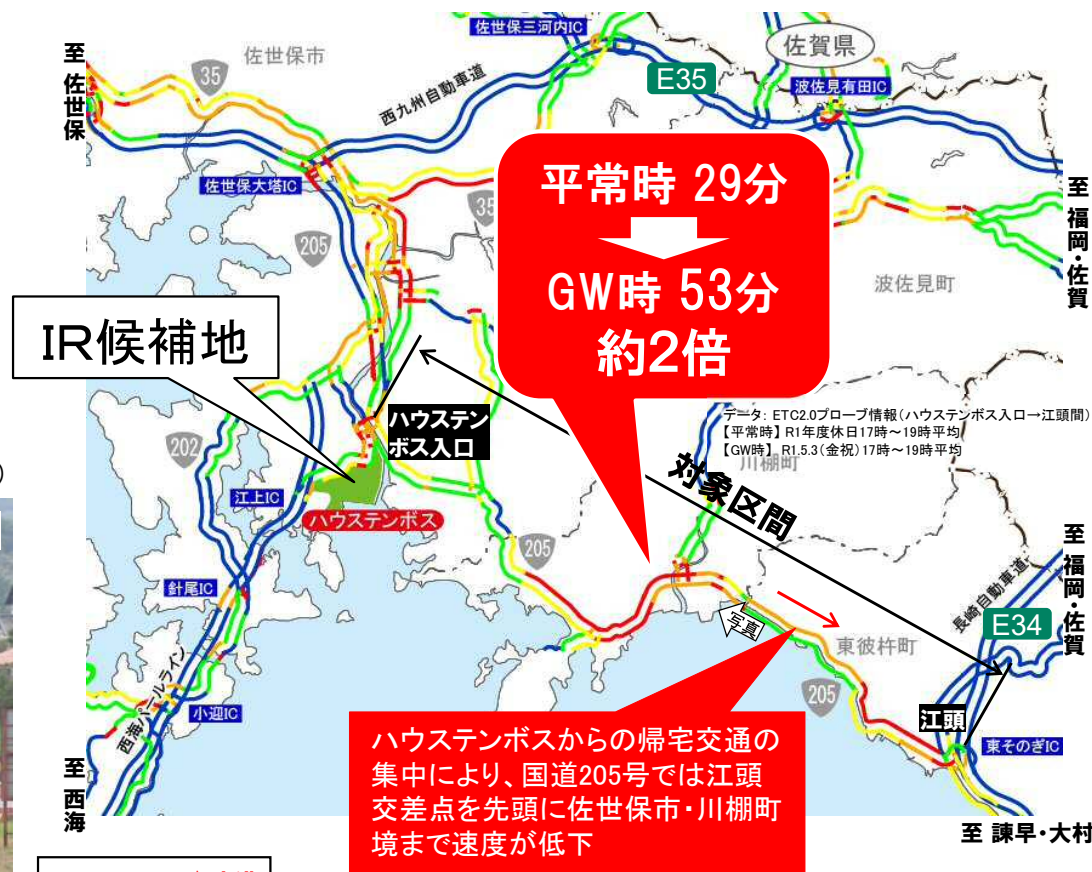 至 佐世保
佐世保市
35
佐世保三河内IC
佐賀県
E35
波佐見有田IC
西九州自動車道
佐世保大塔IC
205
35
平常時 29分
GW時 53分
約2倍
至 福岡・佐賀
波佐見町
IR候補地
ハウステン
ボス入口
データ: ETC2.0プローブ情報(ハウステンボス入口→江頭間)
【平常時】R1年度休日17時～19時平均
【GW時】 R1.5.3(金祝)17時～19時平均
川棚町
対象区間
202
江上IC
ハウステンボス
205
針尾IC
写真
東彼杵町
長崎自動車道
E34
至 福岡・佐賀
205
西海パールライン
小迎IC
江頭
東そのぎIC
至 西海
ハウステンボスからの帰宅交通の
集中により、国道205号では江頭
交差点を先頭に佐世保市・川棚町
境まで速度が低下
至 諫早・大村
)